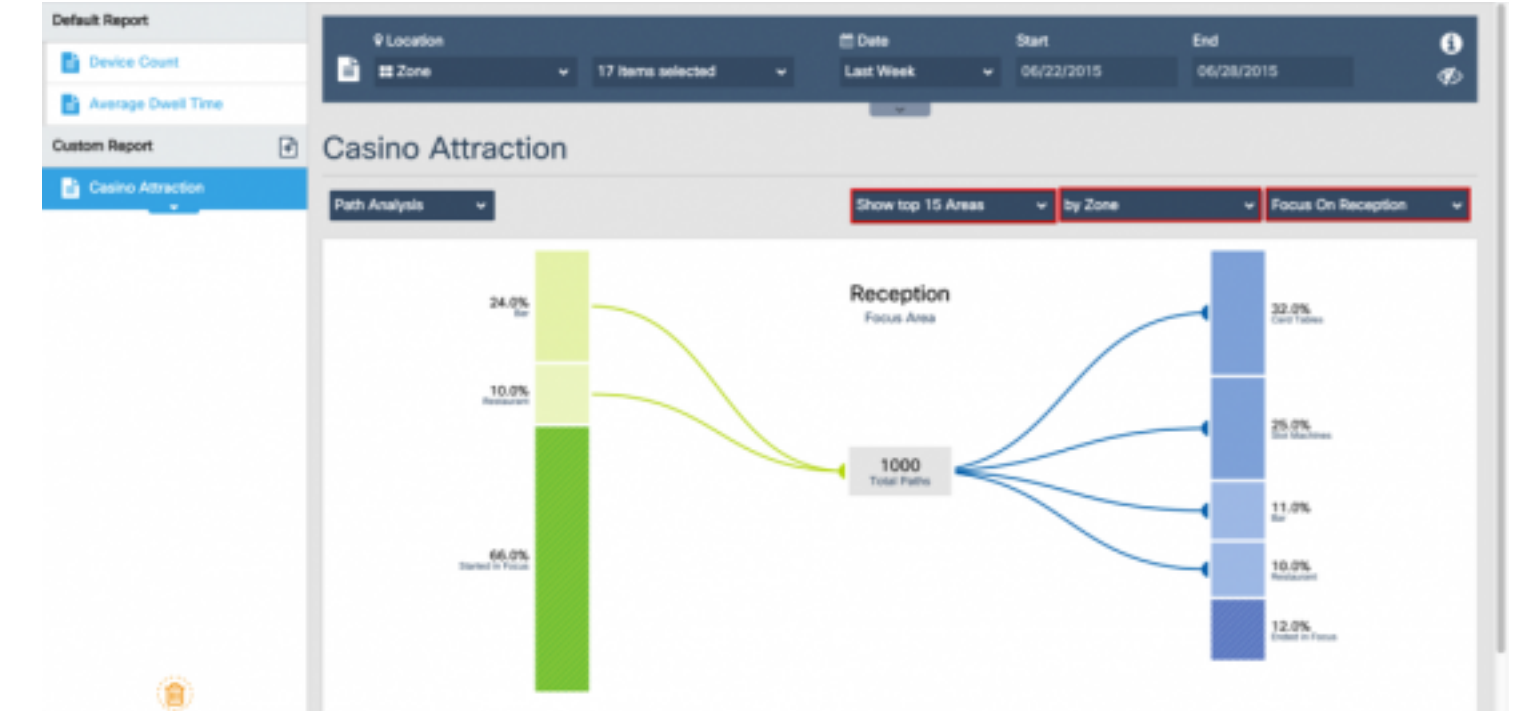 Default Report
Device Count
Average Dwell Time
Custom Report
Casino Attraction
Location
Zone
17 items selected
Date
Last Week
Start
06/22/2015
End
06/28/2015
Casino Attraction
Path Analysis
Show top 15 Areas
by Zone
Focus On Reception
24.0%
Bar
10.0%
Restaurant
66.0%
Started in Focus
Reception
Focus Area
1000
Total Paths
32.0%
Card Tables
25.0%
Slot Machines
11.0%
Bar
10.0%
Restaurant
12.0%
Ended in Focus